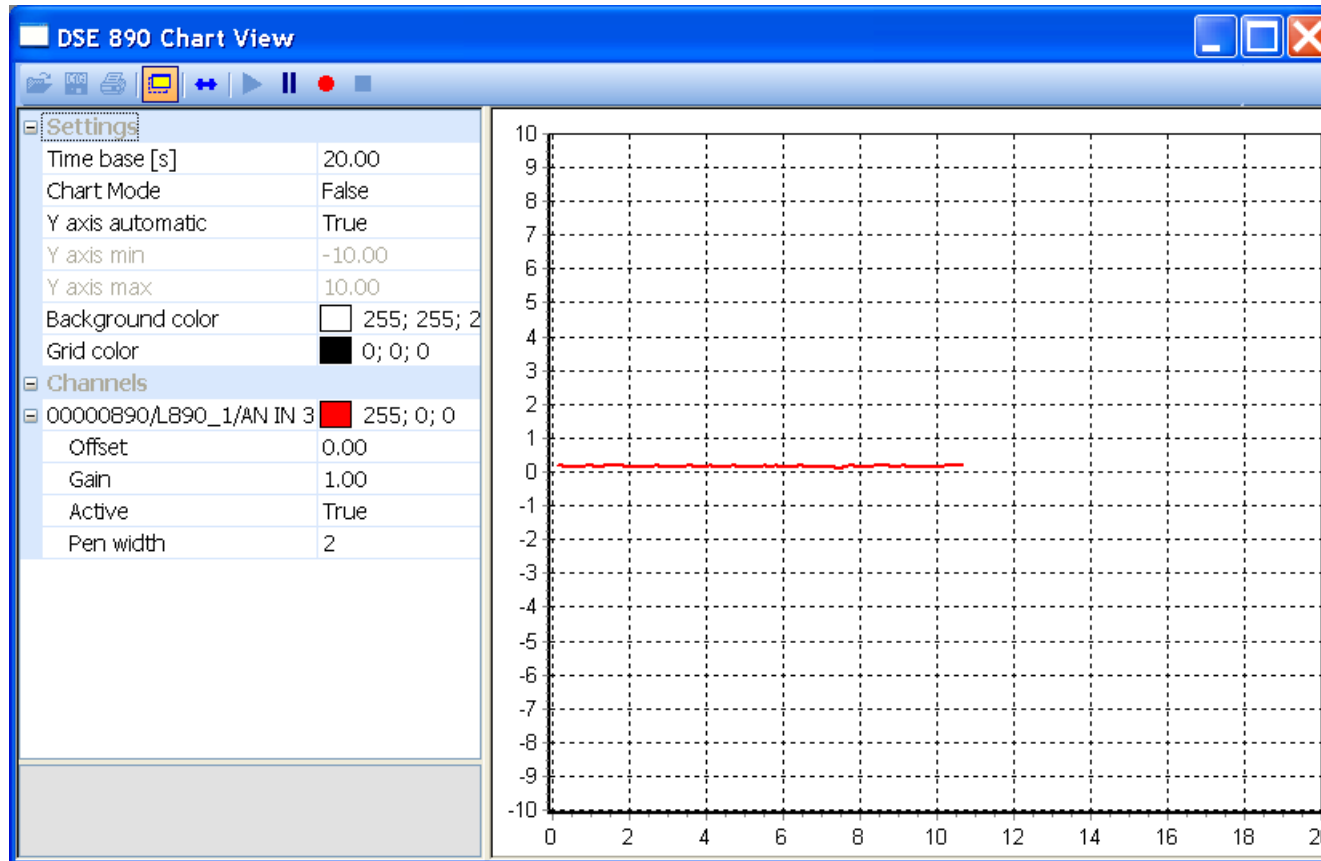 DSE 890 Chart View
Settings
Time base [s] 20.00
Chart Mode False
Y axis automatic True
Y axis min -10.00
Y axis max 10.00
Background color 255; 255; 2
Grid color 0; 0; 0
Channels
00000890/L890_1/AN IN 3 255; 0; 0
Offset 0.00
Gain 1.00
Active True
Pen width 2
10
9
8
7
6
5
4
3
2
1
0
-1
-2
-3
-4
-5
-6
-7
-8
-9
-10
0 2 4 6 8 10 12 14 16 18 2